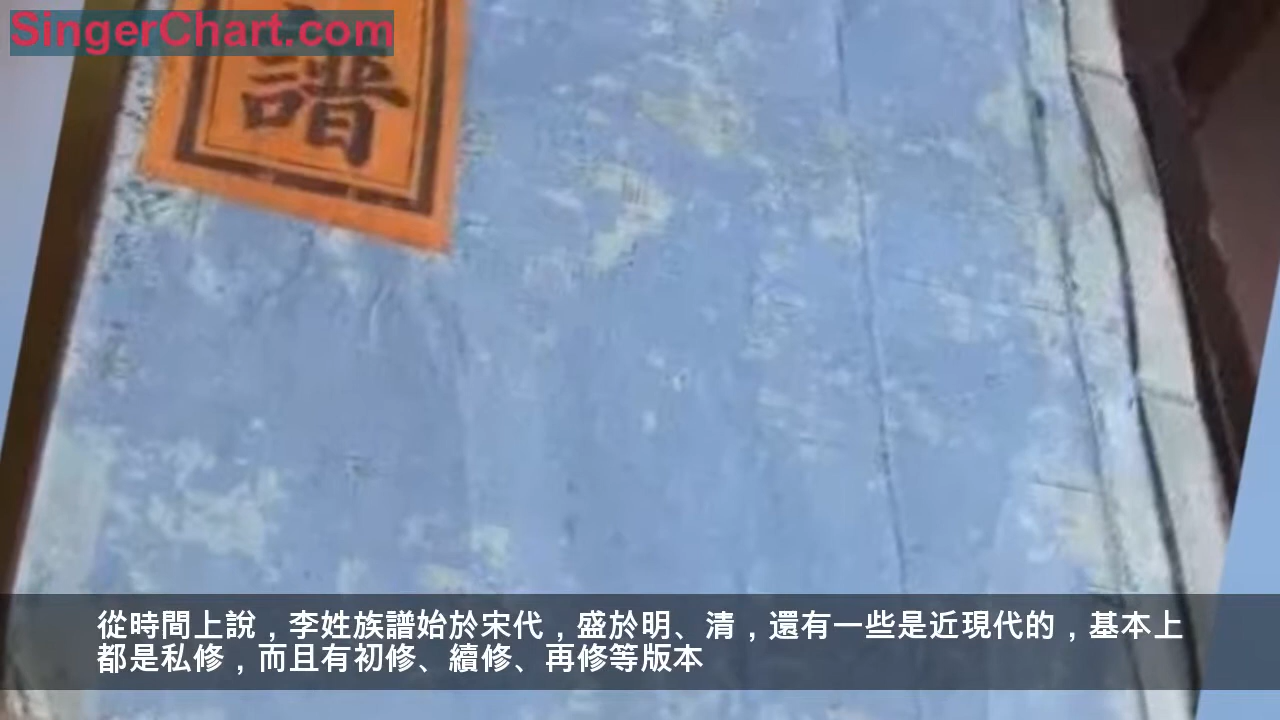 SingerChart.com
譜
從時間上說，李姓族譜始於宋代，盛於明、清，還有一些是近現代的，基本上
都是私修，而且有初修、續修、再修等版本